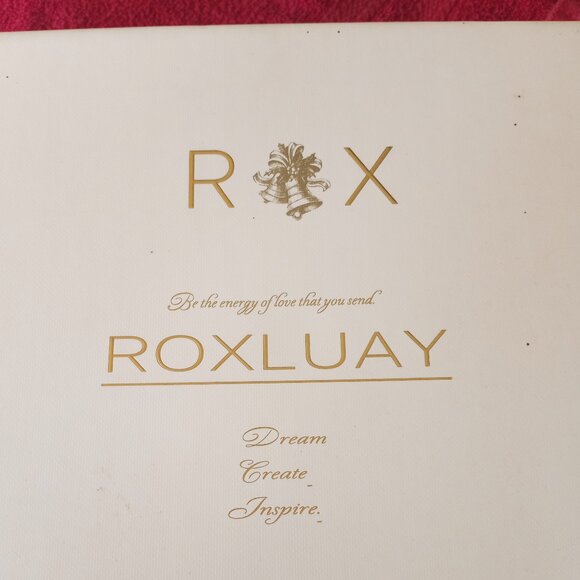 R X
Be the energy of love that you send.
ROXLUAY
Dream
Create
Inspire.